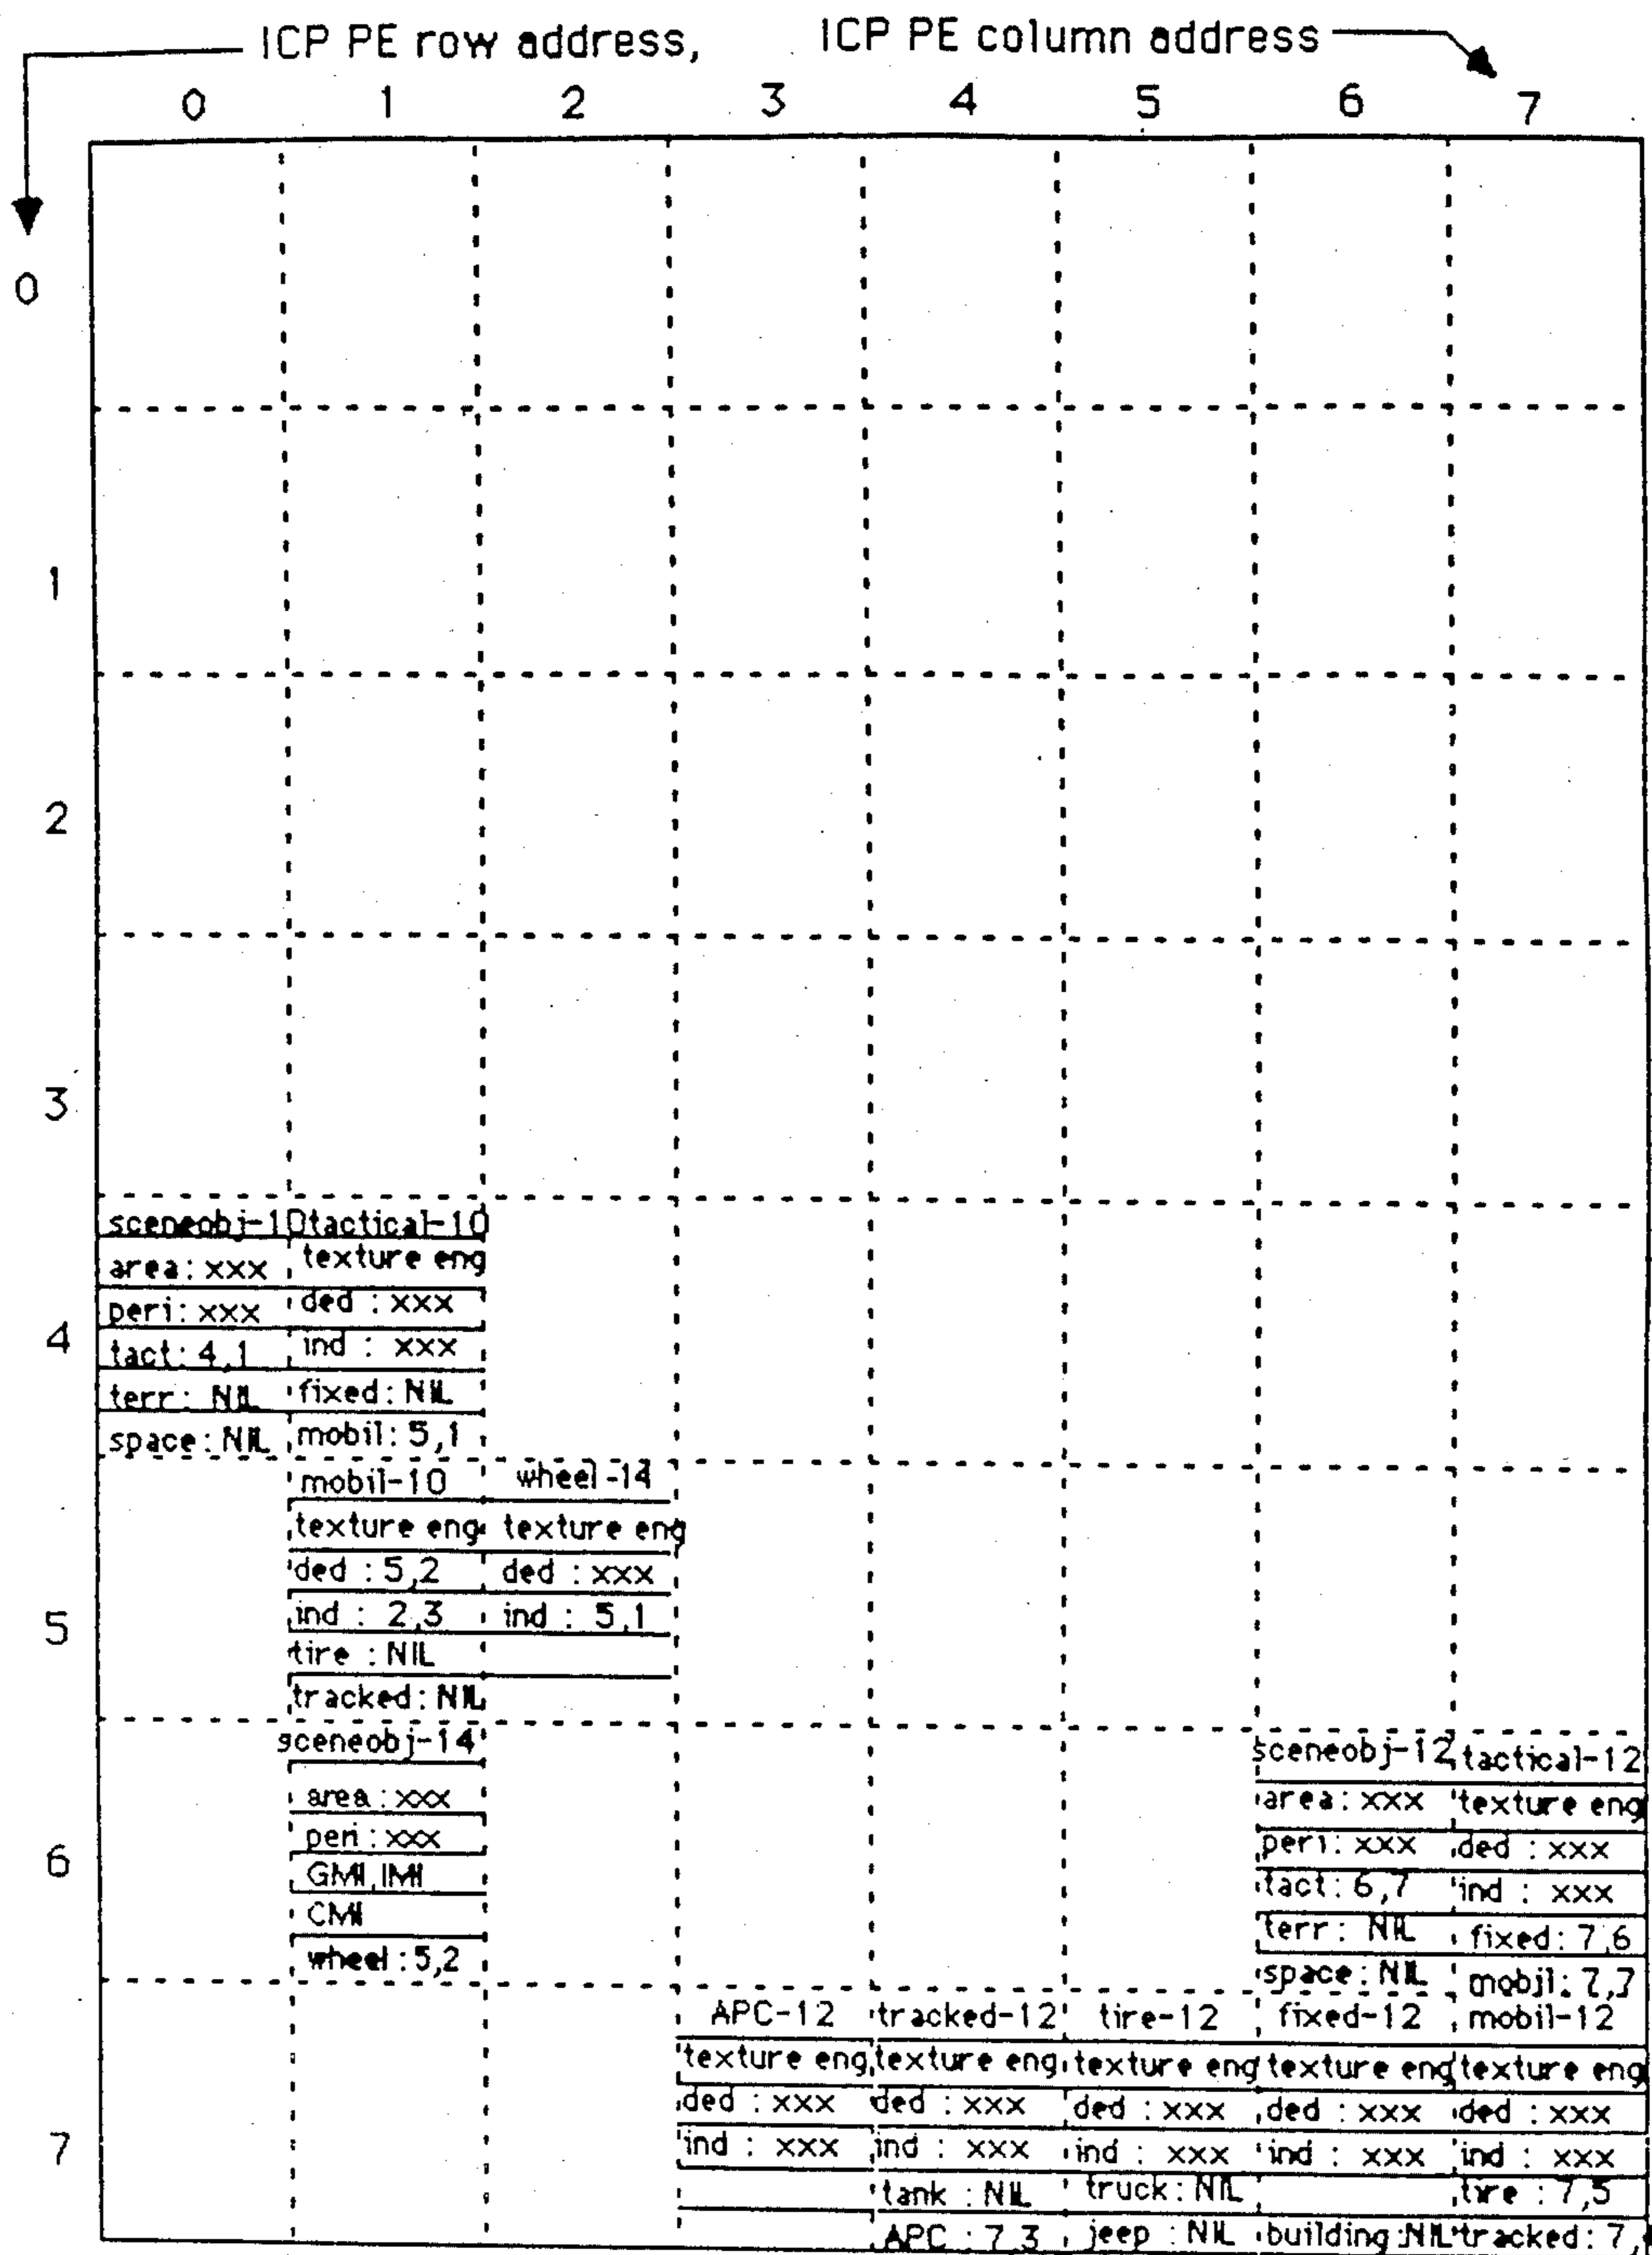 ICP PE row address, ICP PE column address
0 1 2 3 4 5 6 7
0
1
2
3
4
sceneobj-10 tactical-10
area: xxx texture eng
peri: xxx ded : xxx
tact: 4,1 ind : xxx
terr: NIL fixed: NIL
space: NIL mobil: 5,1
5
mobil-10 wheel-14
texture eng texture eng
ded : 5,2 ded : xxx
ind : 2,3 ind : 5,1
tire : NIL
tracked: NIL
6
sceneobj-14 sceneobj-12 tactical-12
area : xxx area: xxx texture eng
peri : xxx peri: xxx ded : xxx
GMI, IMI tact: 6,7 ind : xxx
CMI terr: NIL fixed: 7,6
wheel : 5,2 space: NIL mobil: 7,7
7
APC-12 tracked-12 tire-12 fixed-12 mobil-12
texture eng texture eng texture eng texture eng texture eng
ded : xxx ded : xxx ded : xxx ded : xxx ded : xxx
ind : xxx ind : xxx ind : xxx ind : xxx ind : xxx
tank : NIL truck: NIL tire : 7,5
APC : 7,3 jeep : NIL building :NIL tracked: 7,